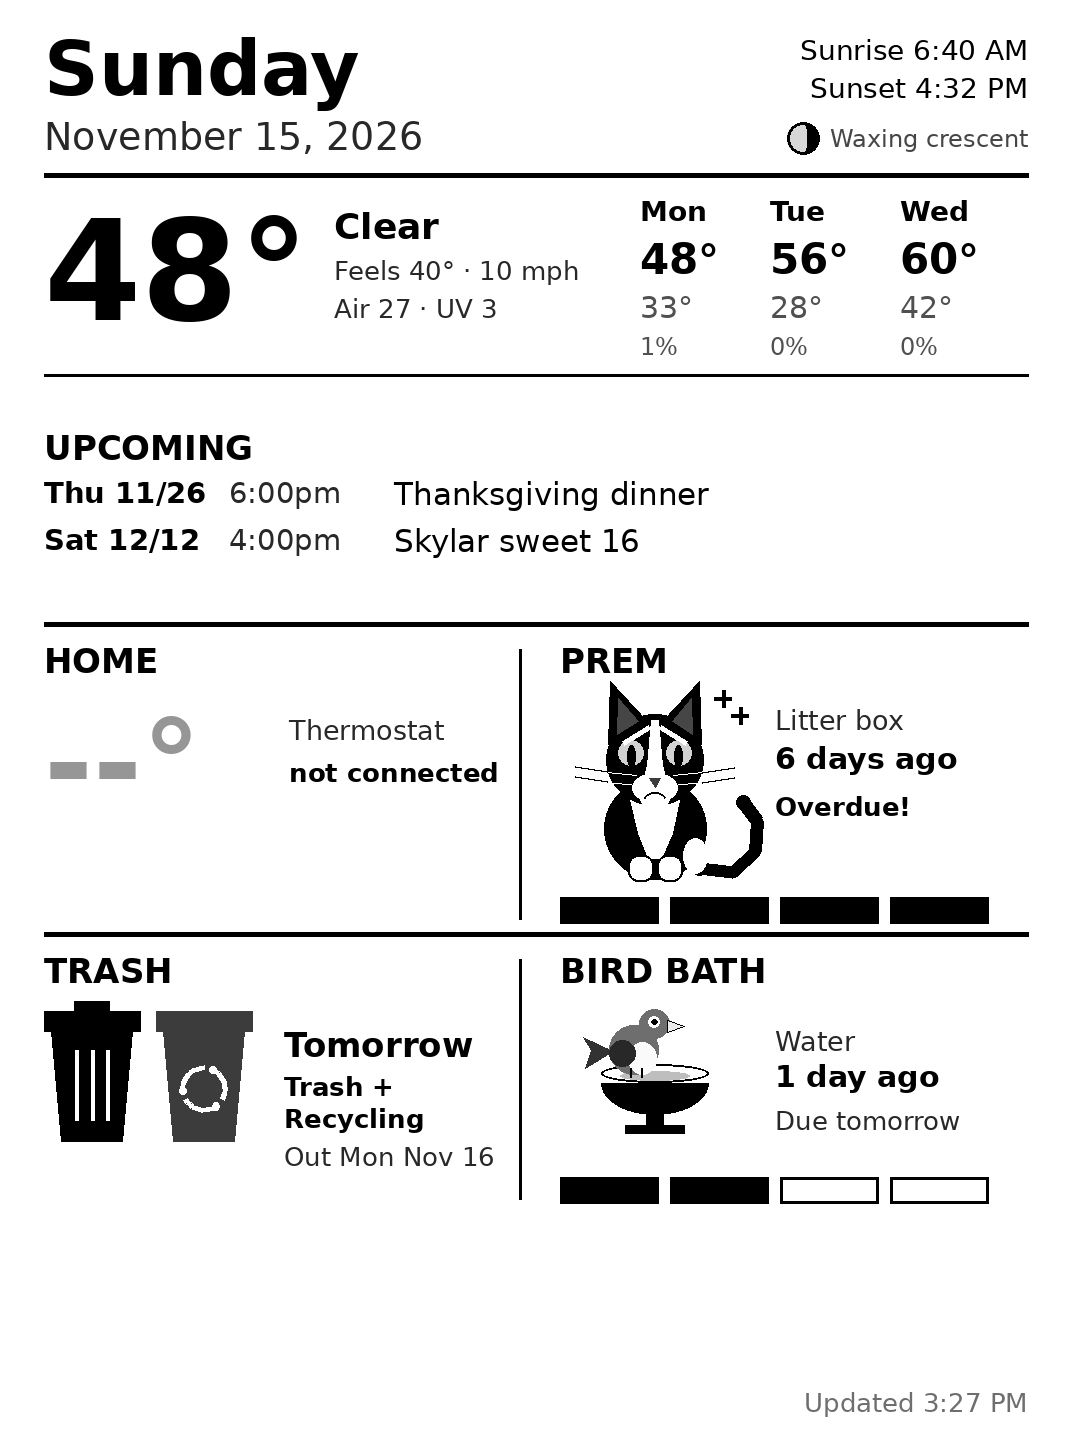 Sunday
November 15, 2026
Sunrise 6:40 AM
Sunset 4:32 PM
Waxing crescent
48°
Clear
Feels 40° · 10 mph
Air 27 · UV 3
Mon Tue Wed
48° 56° 60°
33° 28° 42°
1% 0% 0%
UPCOMING
Thu 11/26 6:00pm Thanksgiving dinner
Sat 12/12 4:00pm Skylar sweet 16
HOME
--°
Thermostat
not connected
PREM
Litter box
6 days ago
Overdue!
TRASH
Tomorrow
Trash +
Recycling
Out Mon Nov 16
BIRD BATH
Water
1 day ago
Due tomorrow
Updated 3:27 PM